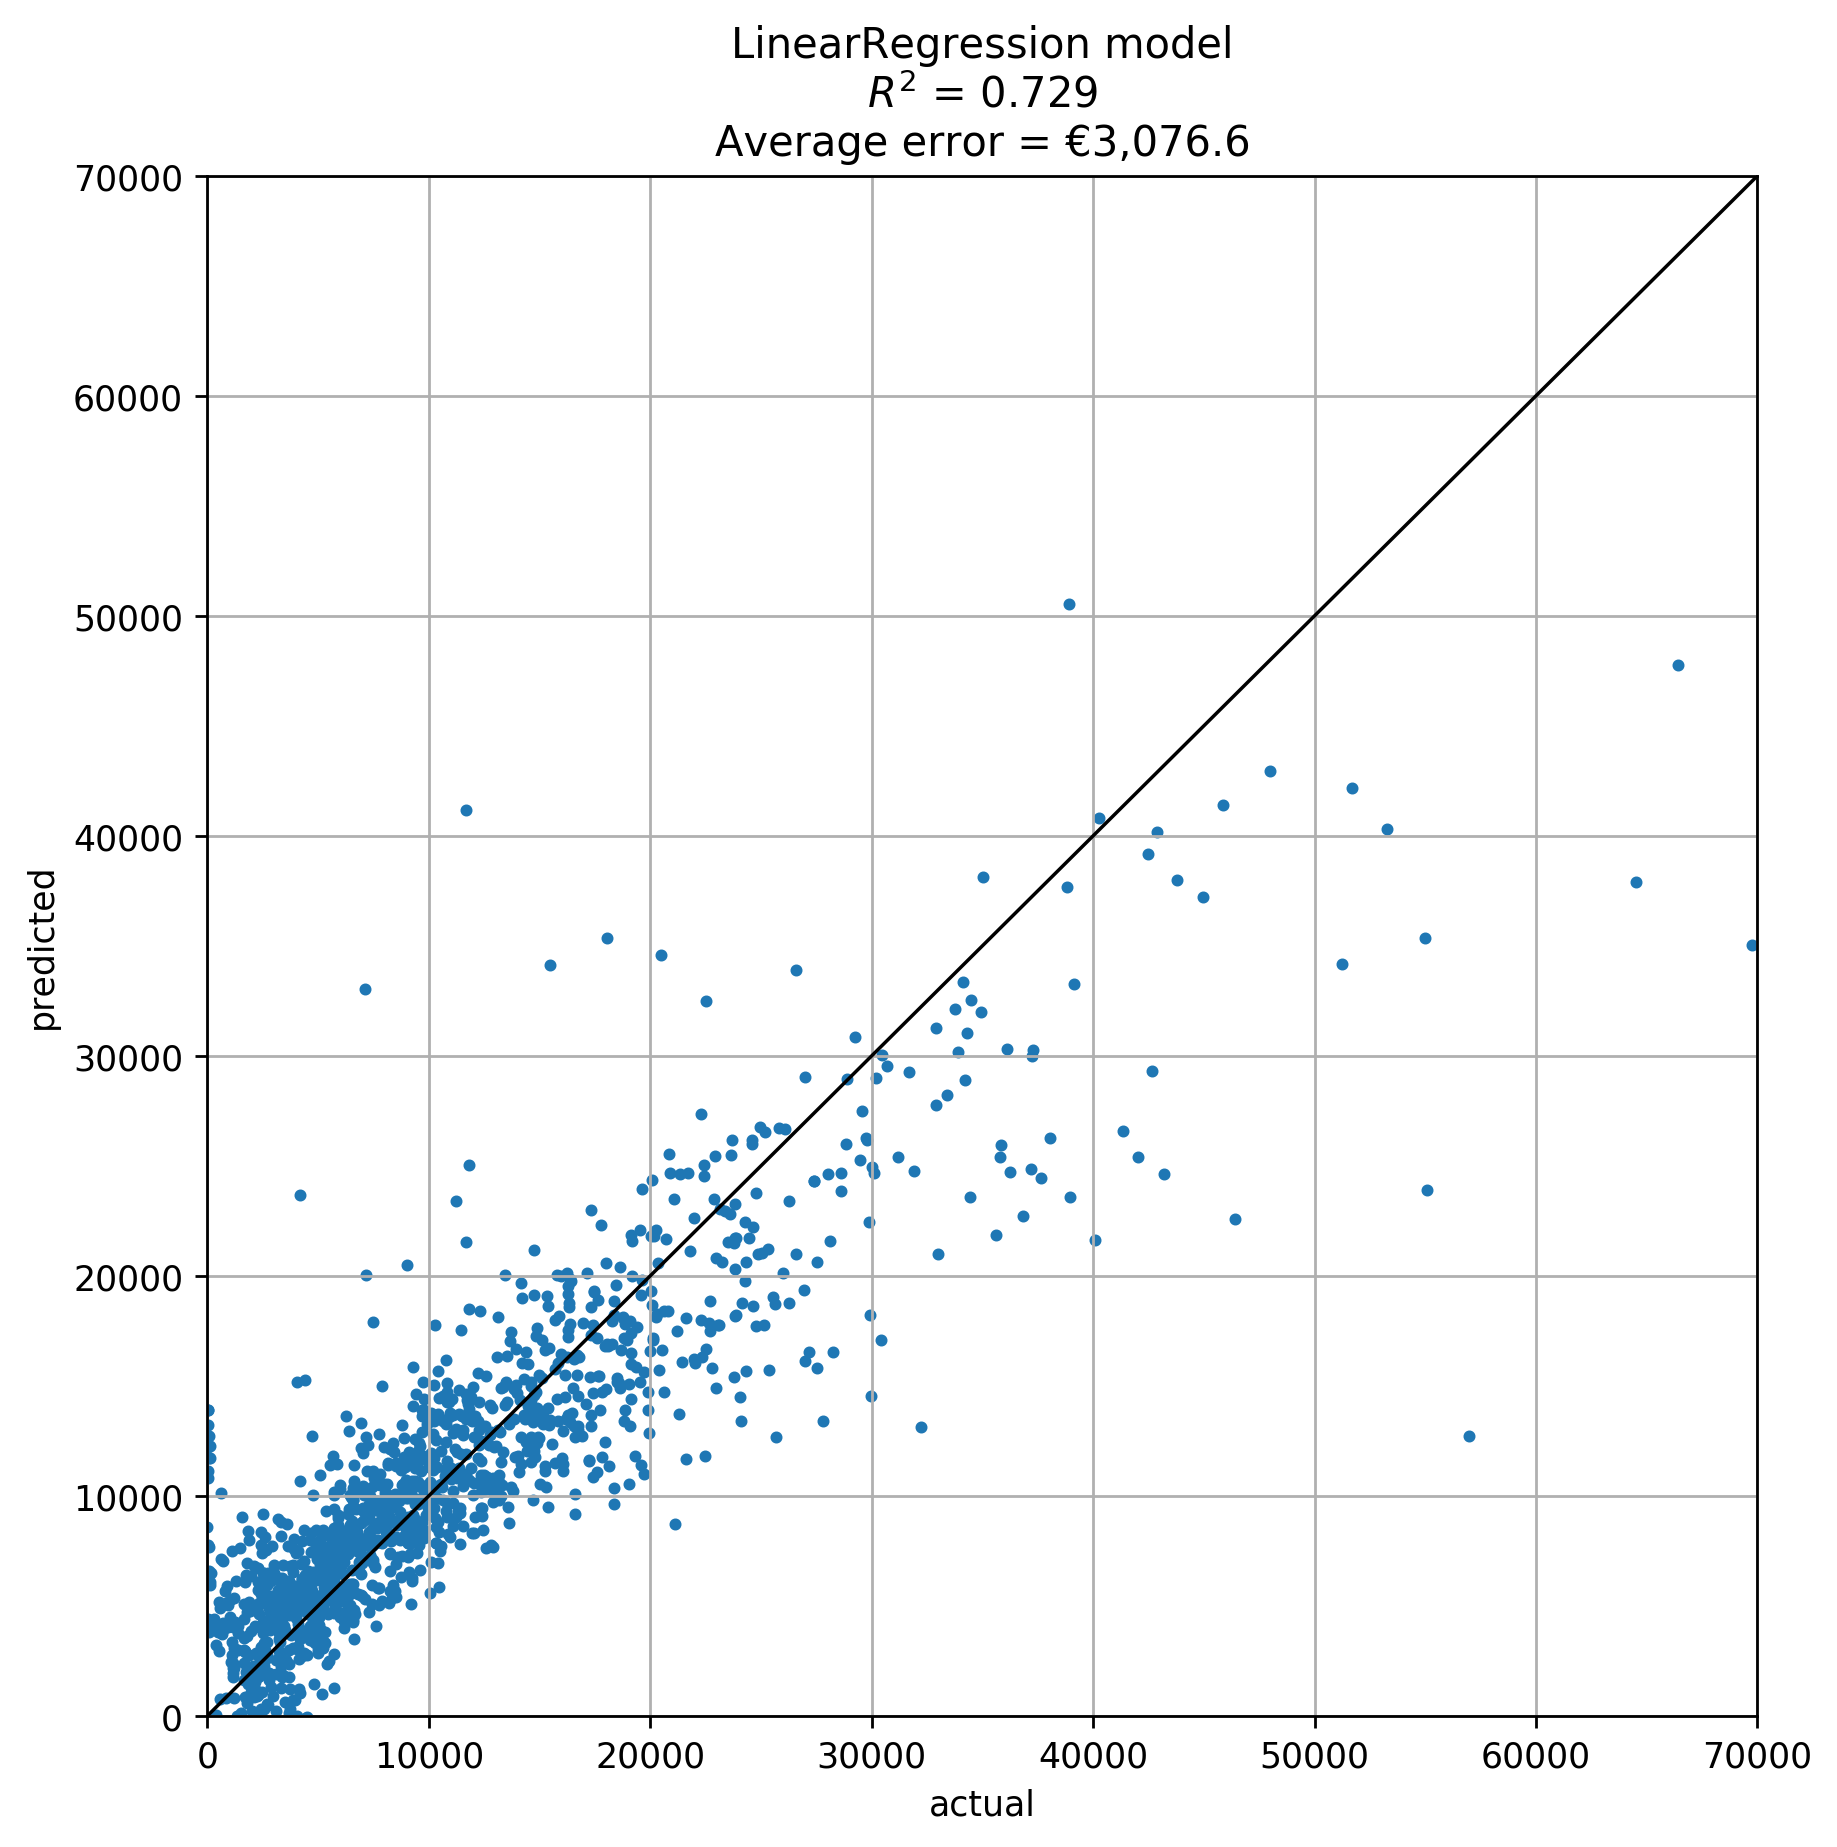 LinearRegression model
R² = 0.729
Average error = €3,076.6
70000
60000
50000
40000
30000
20000
10000
0
predicted
0 10000 20000 30000 40000 50000 60000 70000
actual